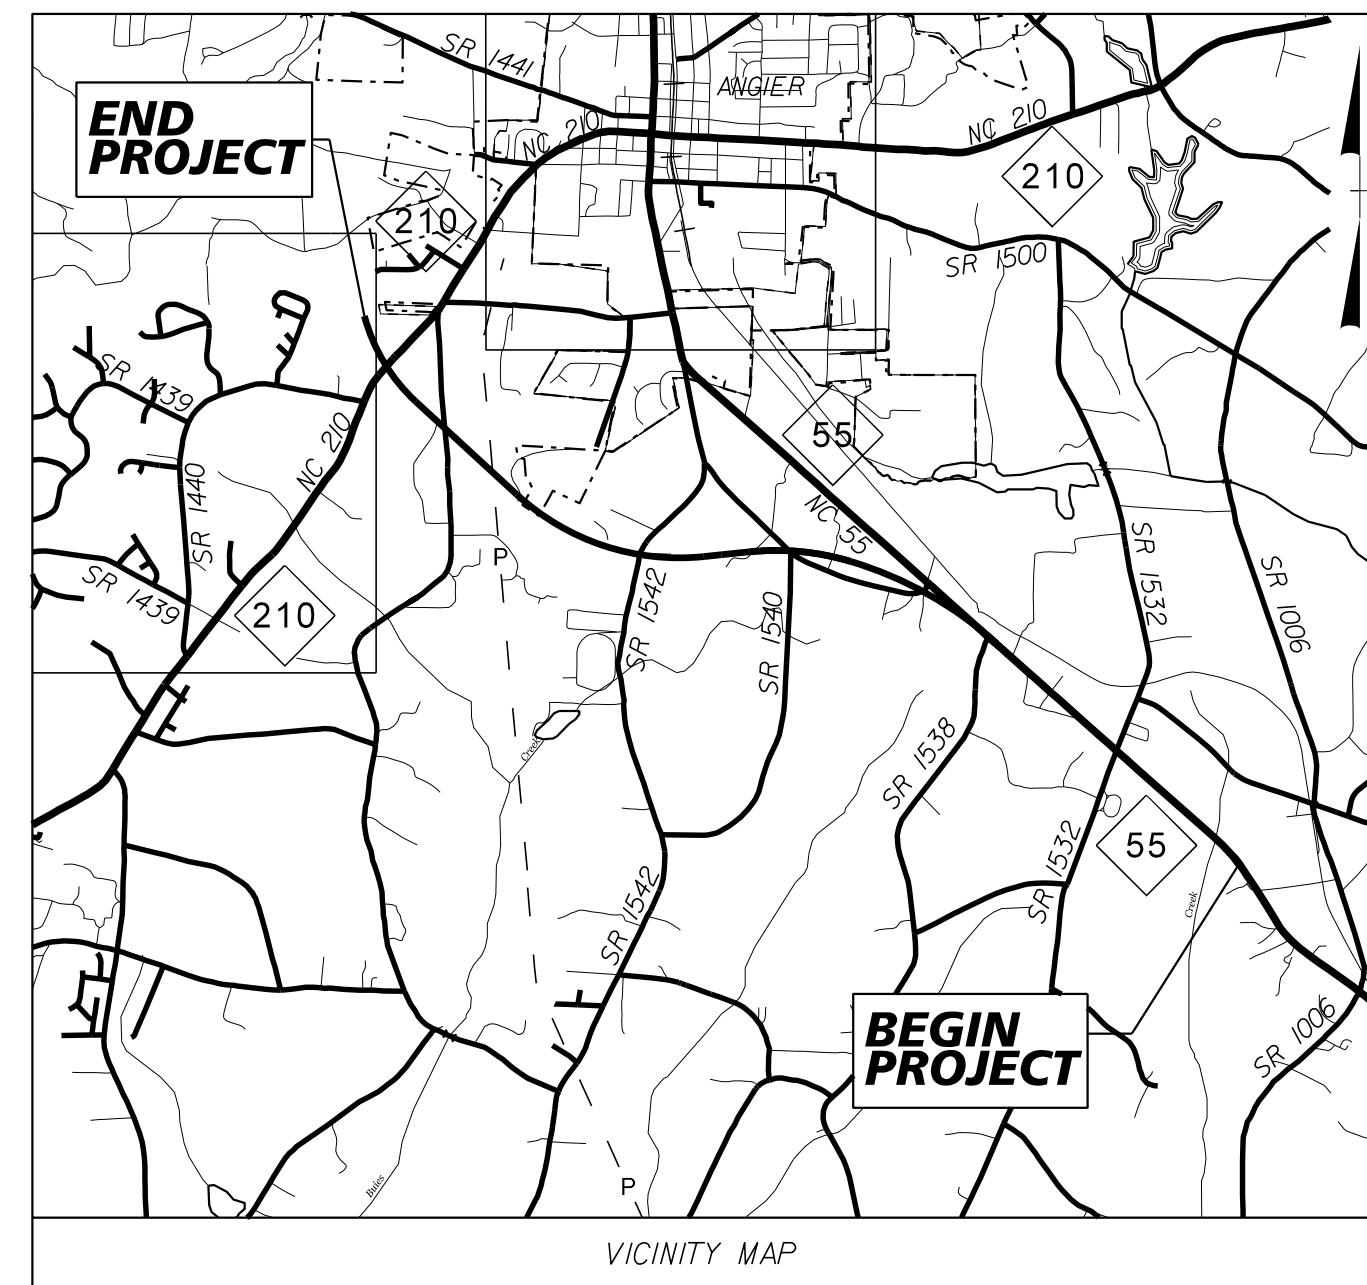 SR 1441
ANGIER
END
PROJECT
NC 210
NC 210
210
210
SR 1500
SR 1439
NC 210
55
SR 1440
NC 55
P
SR 1439
210
SR 1542
SR 1540
SR 1532
SR 1006
Creek
SR 1538
SR 1532
55
Creek
SR 1542
BEGIN
PROJECT
SR 1006
Buies
P
VICINITY MAP